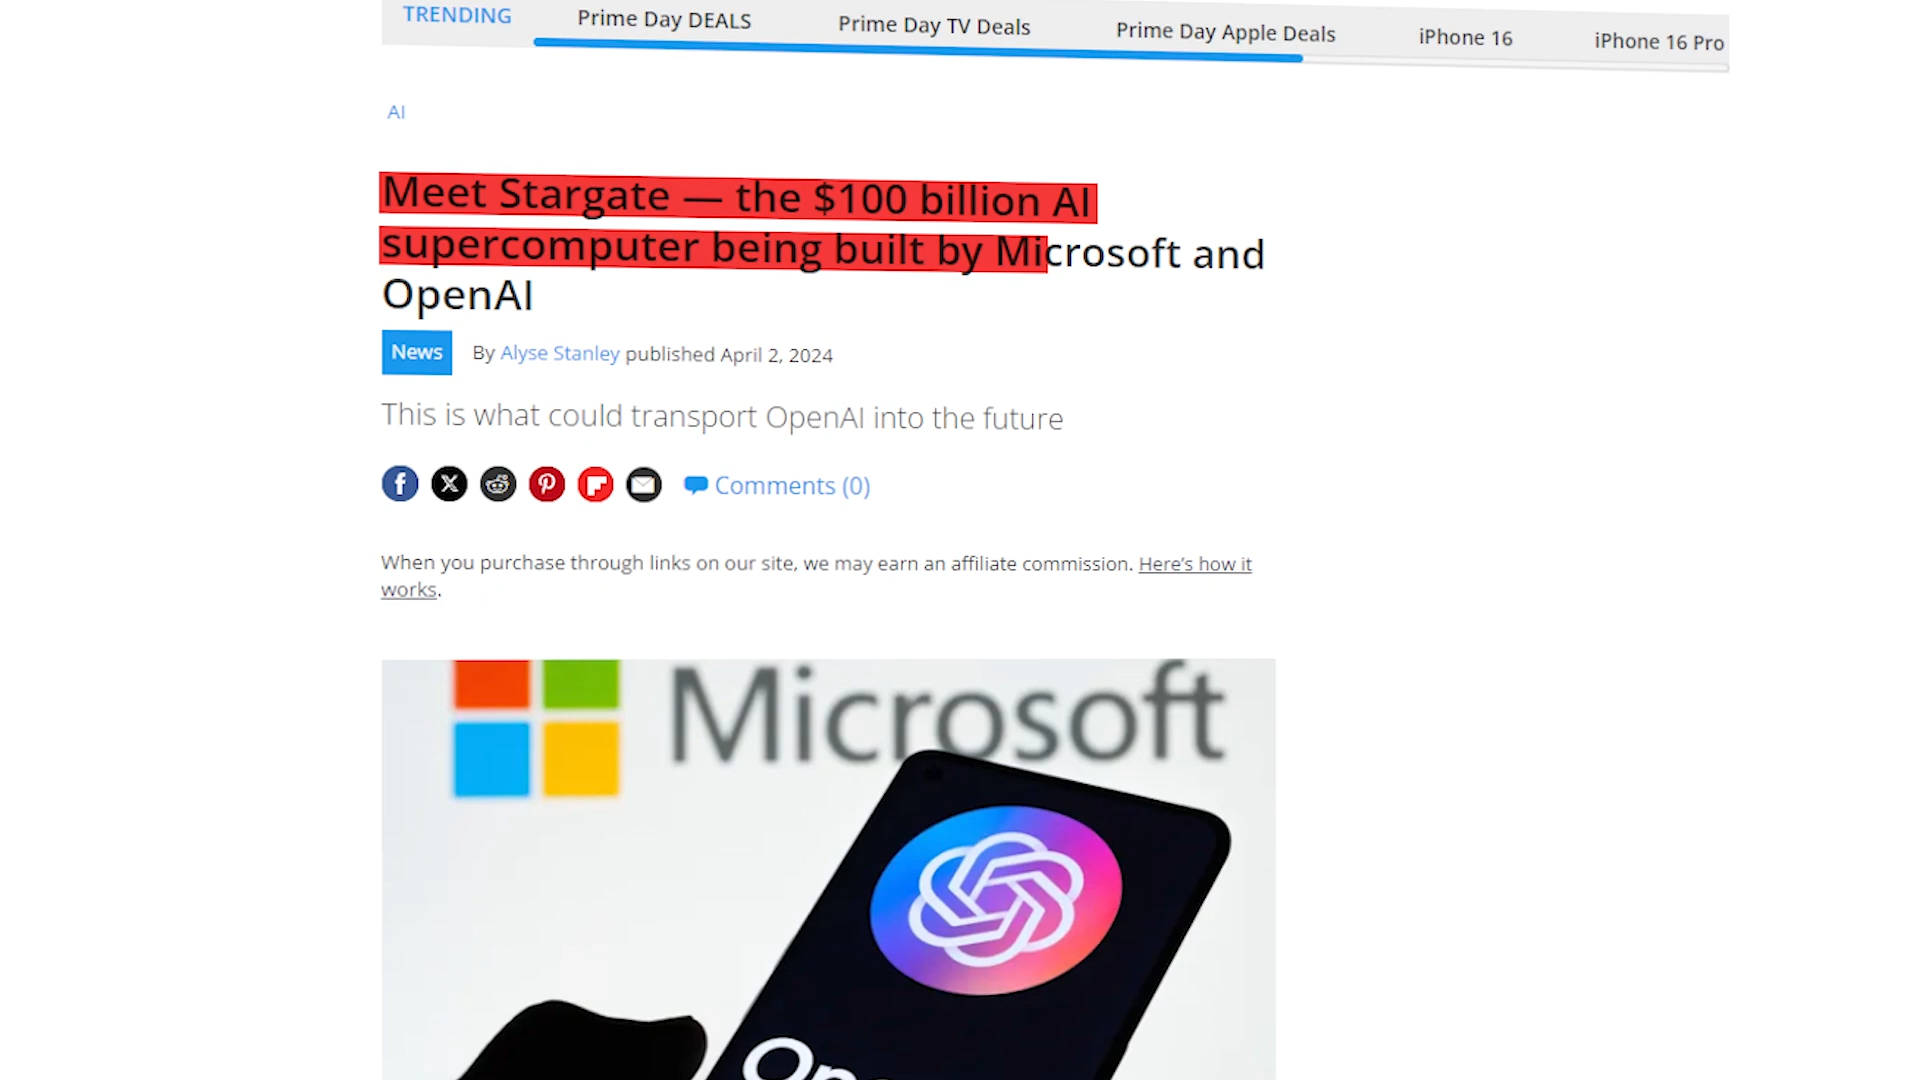 TRENDING Prime Day DEALS Prime Day TV Deals Prime Day Apple Deals iPhone 16 iPhone 16 Pro
AI
Meet Stargate — the $100 billion AI
supercomputer being built by Microsoft and
OpenAI
News By Alyse Stanley published April 2, 2024
This is what could transport OpenAI into the future
Comments (0)
When you purchase through links on our site, we may earn an affiliate commission. Here’s how it
works.
Microsoft